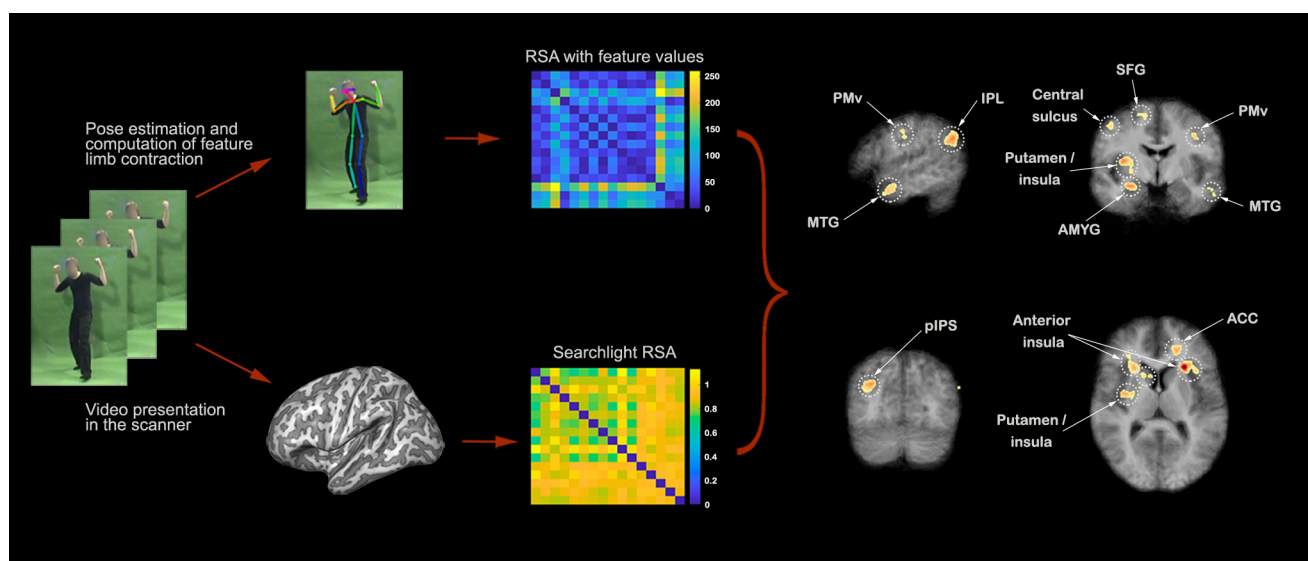 Pose estimation and
computation of feature
limb contraction
Video presentation
in the scanner
RSA with feature values
250
200
150
100
50
0
Searchlight RSA
1
0.8
0.6
0.4
0.2
0
PMv
IPL
MTG
SFG
Central
sulcus
PMv
Putamen /
insula
AMYG
MTG
pIPS
Anterior
insula
ACC
Putamen /
insula